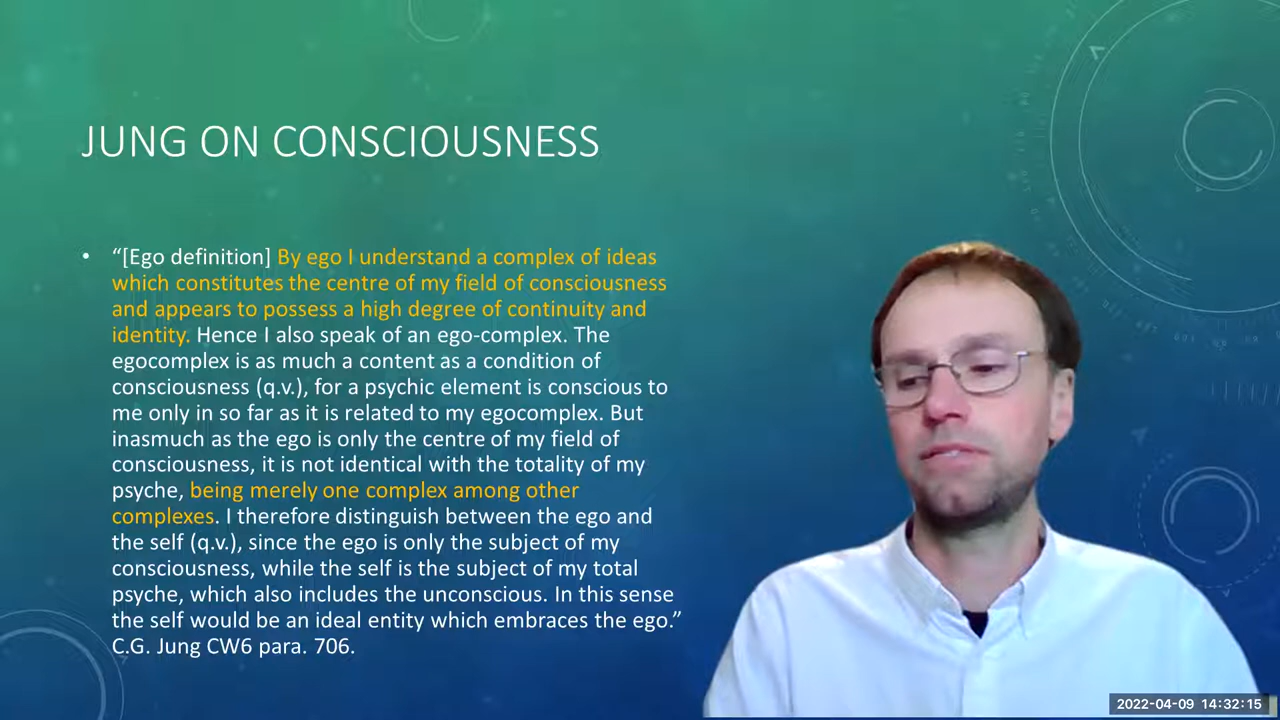 JUNG ON CONSCIOUSNESS
• “[Ego definition] By ego I understand a complex of ideas
which constitutes the centre of my field of consciousness
and appears to possess a high degree of continuity and
identity. Hence I also speak of an ego-complex. The
egocomplex is as much a content as a condition of
consciousness (q.v.), for a psychic element is conscious to
me only in so far as it is related to my egocomplex. But
inasmuch as the ego is only the centre of my field of
consciousness, it is not identical with the totality of my
psyche, being merely one complex among other
complexes. I therefore distinguish between the ego and
the self (q.v.), since the ego is only the subject of my
consciousness, while the self is the subject of my total
psyche, which also includes the unconscious. In this sense
the self would be an ideal entity which embraces the ego.”
C.G. Jung CW6 para. 706.
2022-04-09 14:32:15